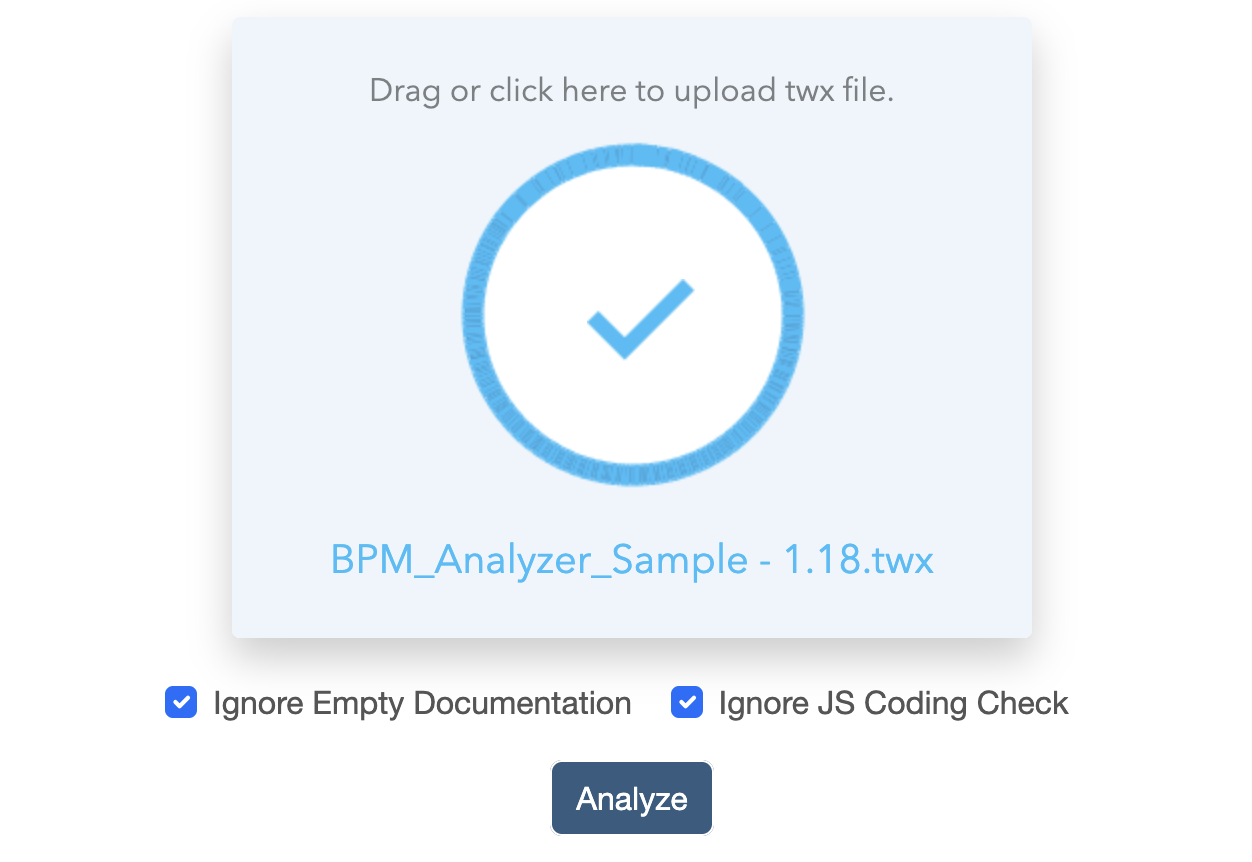 Drag or click here to upload twx file.
BPM_Analyzer_Sample - 1.18.twx
Ignore Empty Documentation Ignore JS Coding Check
Analyze